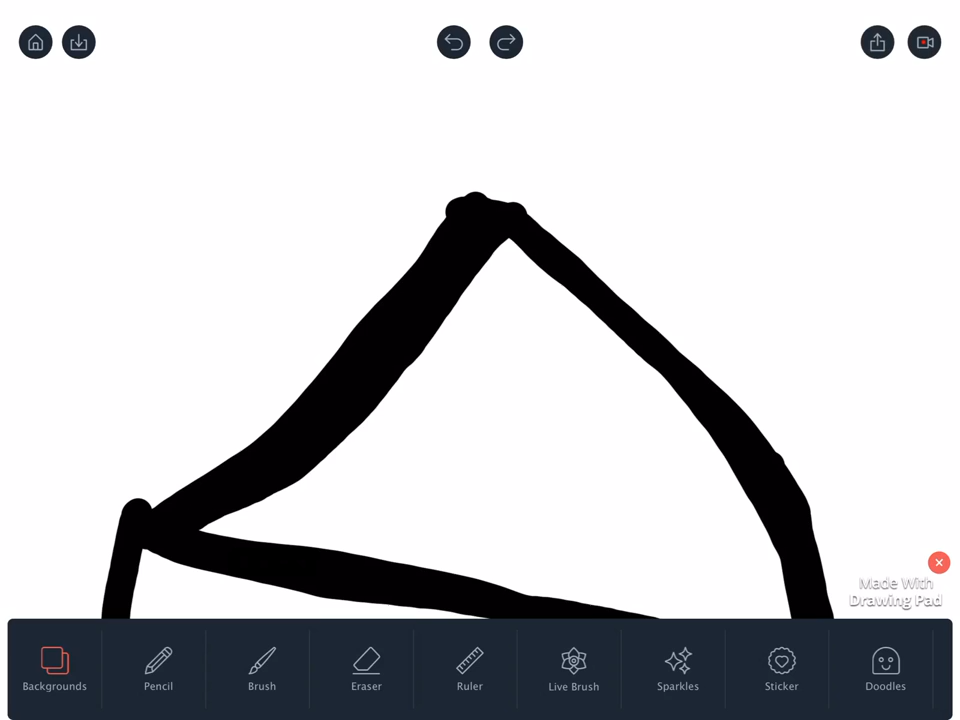 Made With
Drawing Pad
Backgrounds
Pencil
Brush
Eraser
Ruler
Live Brush
Sparkles
Sticker
Doodles